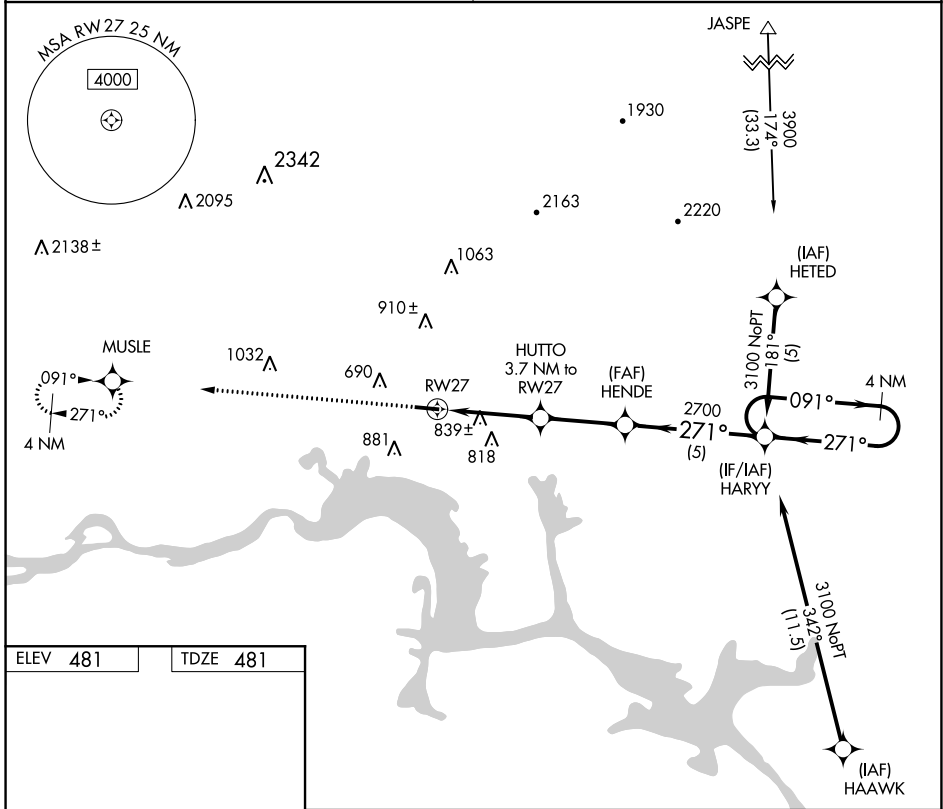 MSA RW27 25 NM
4000
JASPE
3900
174°
(33.3)
1930
2342
2095
2163
2220
2138±
1063
910±
(IAF)
HETED
3100 NoPT
181°
(5)
MUSLE
091°
271°
4 NM
1032
690
RW27
839±
818
881
HUTTO
3.7 NM to
RW27
(FAF)
HENDE
2700
271°
(5)
091°
4 NM
271°
(IF/IAF)
HARYY
3100 NoPT
342°
(11.5)
(IAF)
HAAWK
ELEV 481
TDZE 481